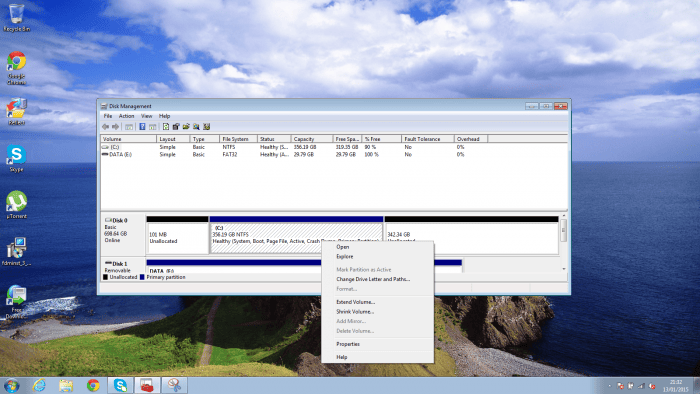 Recycle Bin
Google
Chrome
Reflect
Skype
µTorrent
Free
Disk Management
File Action View Help
Volume Layout Type File System Status Capacity Free Spa... % Free Fault Tolerance Overhead
(C:) Simple Basic NTFS Healthy (S... 356.19 GB 319.35 GB 90 % No 0%
DATA (E:) Simple Basic FAT32 Healthy (A... 29.79 GB 29.79 GB 100 % No 0%
Disk 0
Basic
698.64 GB
Online
101 MB
Unallocated
(C:)
356.19 GB NTFS
Healthy (System, Boot, Page File, Active, Crash Dump, Primary Partition)
342.34 GB
Unallocated
Disk 1
Removable
DATA (E:)
Unallocated Primary partition
Open
Explore
Mark Partition as Active
Change Drive Letter and Paths...
Format...
Extend Volume...
Shrink Volume...
Add Mirror...
Delete Volume...
Properties
Help
21:32
13/01/2015